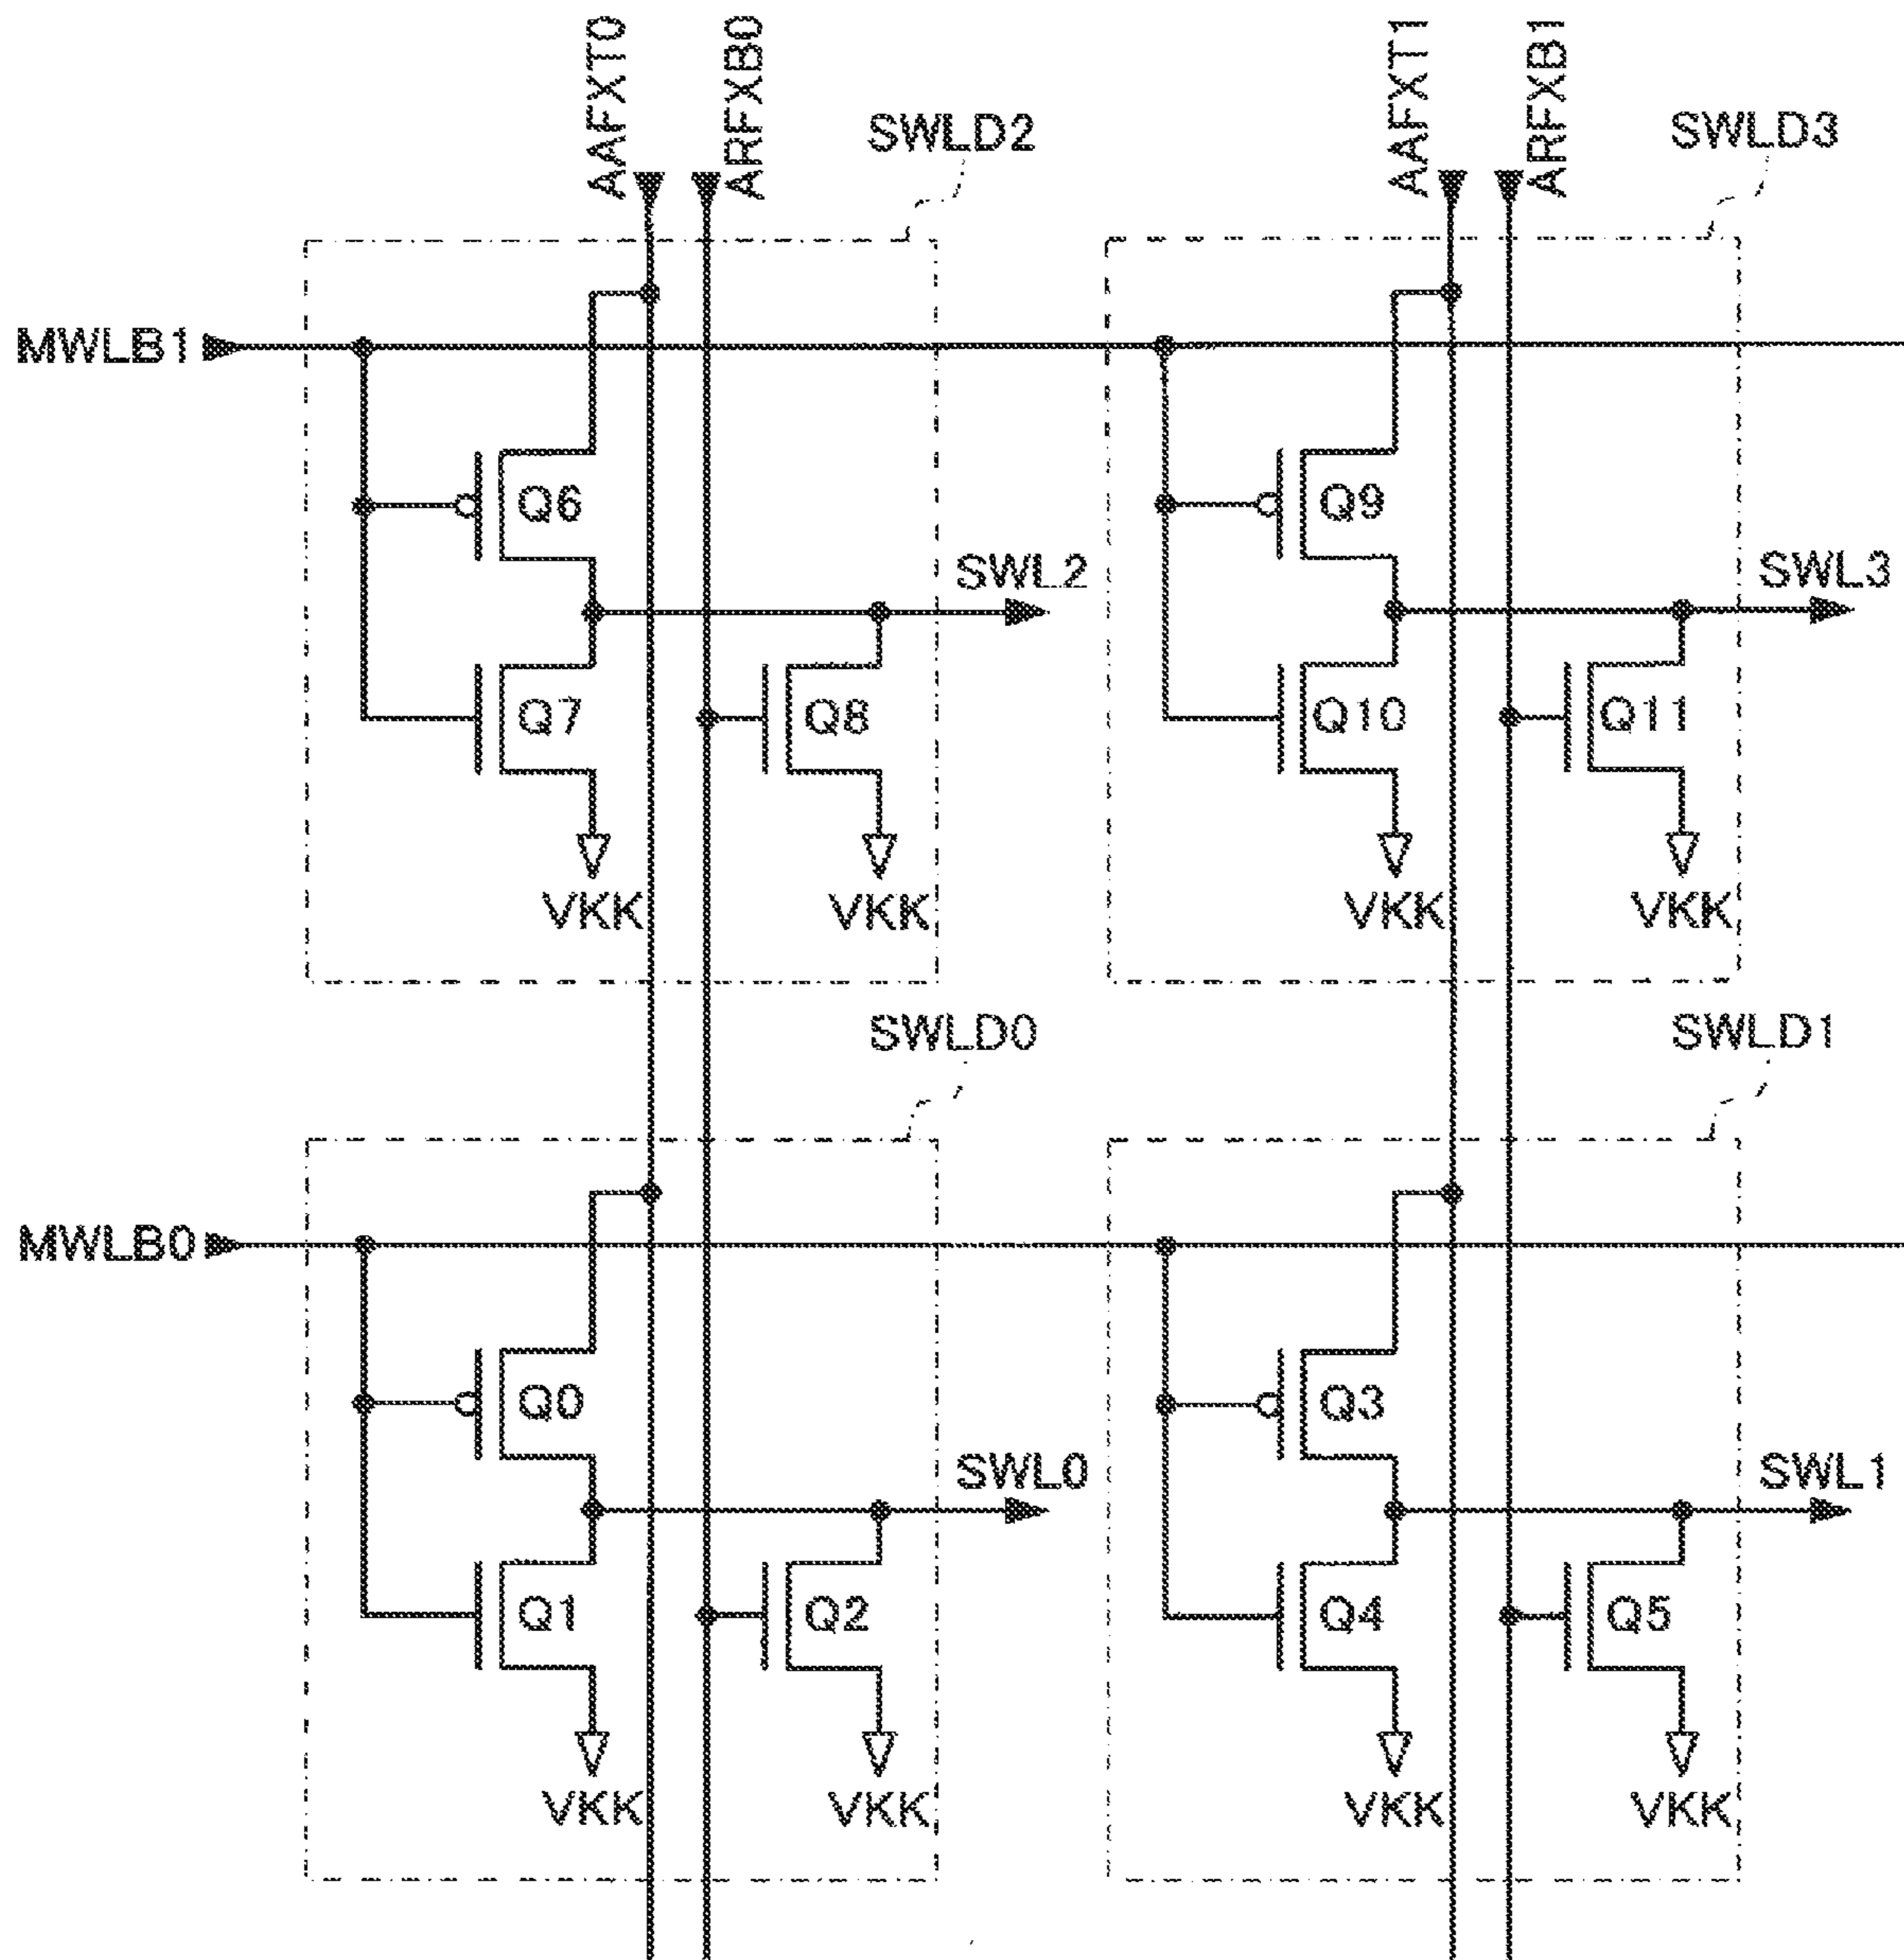 AAFXT0
ARFXB0
AAFXT1
ARFXB1
SWLD2
SWLD3
MWLB1
Q6
Q9
SWL2
SWL3
Q7
Q8
Q10
Q11
VKK
VKK
VKK
VKK
SWLD0
SWLD1
MWLB0
Q0
Q3
SWL0
SWL1
Q1
Q2
Q4
Q5
VKK
VKK
VKK
VKK